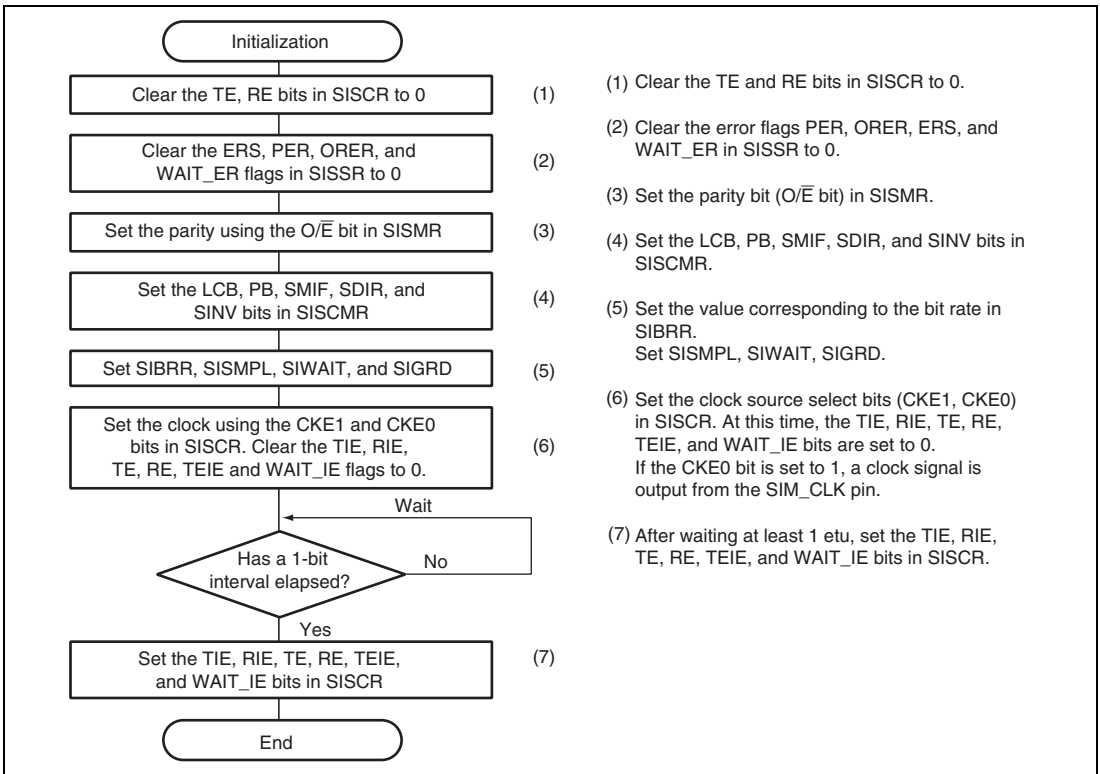 Initialization
Clear the TE, RE bits in SISCR to 0
(1)
Clear the ERS, PER, ORER, and
WAIT_ER flags in SISSR to 0
(2)
Set the parity using the O/E̅ bit in SISMR
(3)
Set the LCB, PB, SMIF, SDIR, and
SINV bits in SISCMR
(4)
Set SIBRR, SISMPL, SIWAIT, and SIGRD
(5)
Set the clock using the CKE1 and CKE0
bits in SISCR. Clear the TIE, RIE,
TE, RE, TEIE and WAIT_IE flags to 0.
(6)
Wait
Has a 1-bit
interval elapsed?
No
Yes
Set the TIE, RIE, TE, RE, TEIE,
and WAIT_IE bits in SISCR
(7)
End
(1) Clear the TE and RE bits in SISCR to 0.
(2) Clear the error flags PER, ORER, ERS, and
WAIT_ER in SISSR to 0.
(3) Set the parity bit (O/E̅ bit) in SISMR.
(4) Set the LCB, PB, SMIF, SDIR, and SINV bits in
SISCMR.
(5) Set the value corresponding to the bit rate in
SIBRR.
Set SISMPL, SIWAIT, SIGRD.
(6) Set the clock source select bits (CKE1, CKE0)
in SISCR. At this time, the TIE, RIE, TE, RE,
TEIE, and WAIT_IE bits are set to 0.
If the CKE0 bit is set to 1, a clock signal is
output from the SIM_CLK pin.
(7) After waiting at least 1 etu, set the TIE, RIE,
TE, RE, TEIE, and WAIT_IE bits in SISCR.